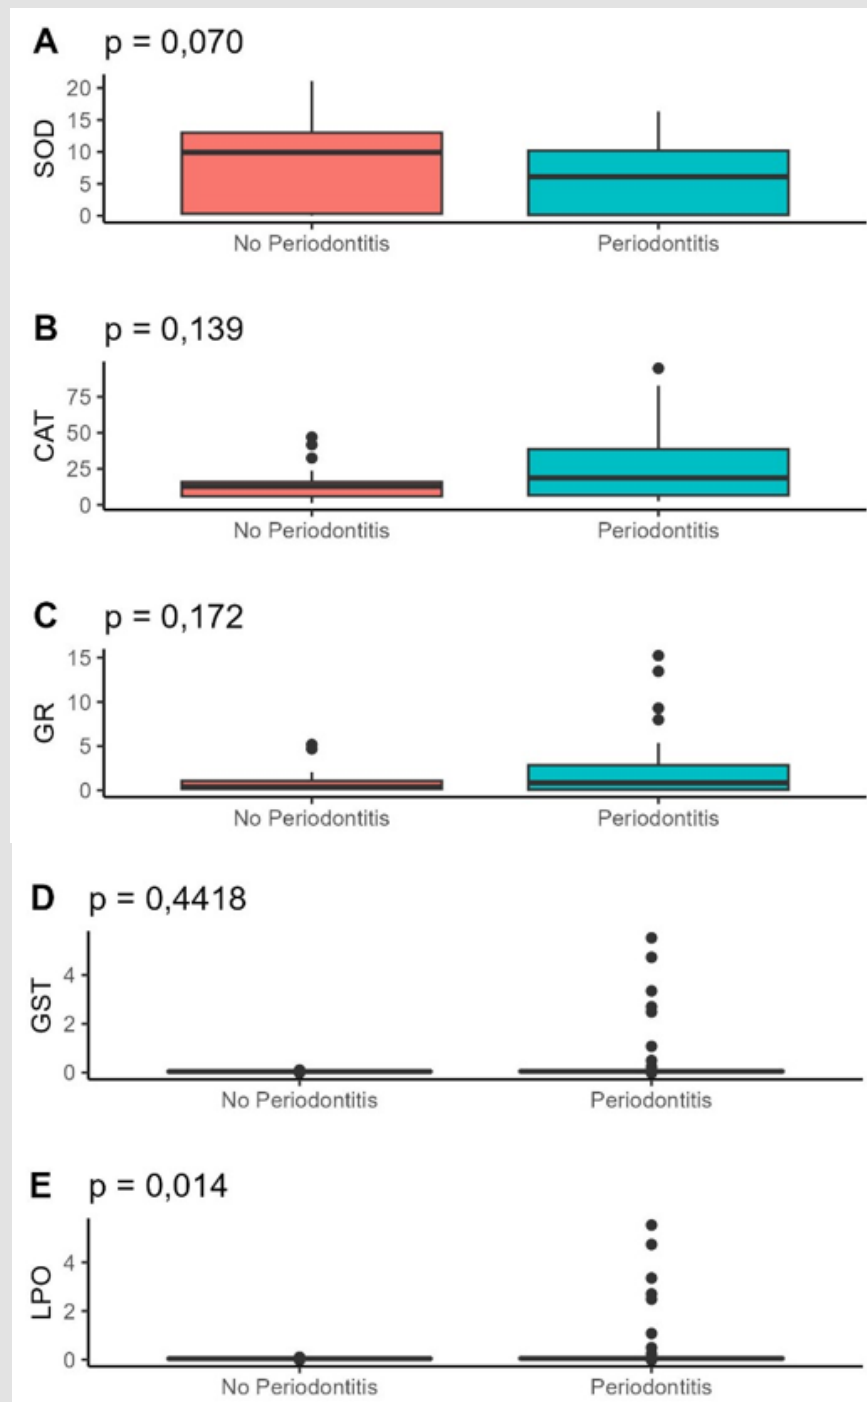 A p = 0,070
SOD
20
15
10
5
0
No Periodontitis Periodontitis
B p = 0,139
CAT
75
50
25
0
No Periodontitis Periodontitis
C p = 0,172
GR
15
10
5
0
No Periodontitis Periodontitis
D p = 0,4418
GST
4
2
0
No Periodontitis Periodontitis
E p = 0,014
LPO
4
2
0
No Periodontitis Periodontitis